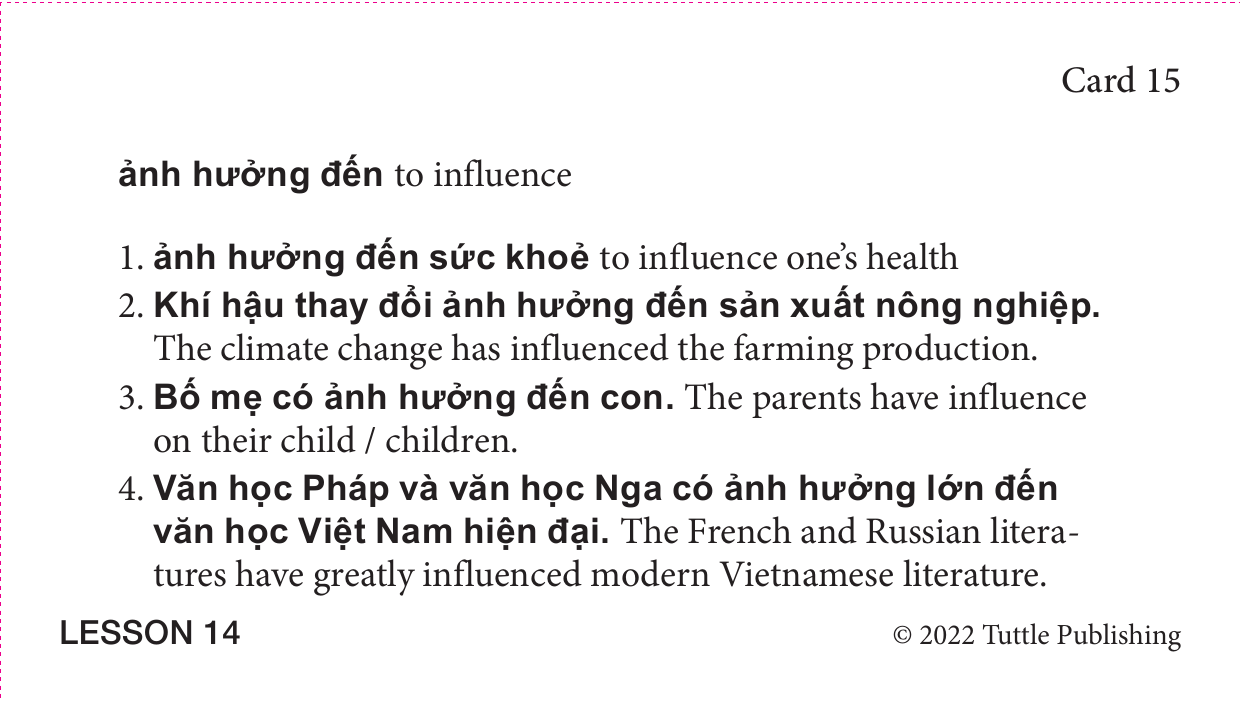 Card 15
ảnh hưởng đến to influence
1. ảnh hưởng đến sức khoẻ to influence one’s health
2. Khí hậu thay đổi ảnh hưởng đến sản xuất nông nghiệp.
The climate change has influenced the farming production.
3. Bố mẹ có ảnh hưởng đến con. The parents have influence
on their child / children.
4. Văn học Pháp và văn học Nga có ảnh hưởng lớn đến
văn học Việt Nam hiện đại. The French and Russian litera-
tures have greatly influenced modern Vietnamese literature.
LESSON 14
© 2022 Tuttle Publishing